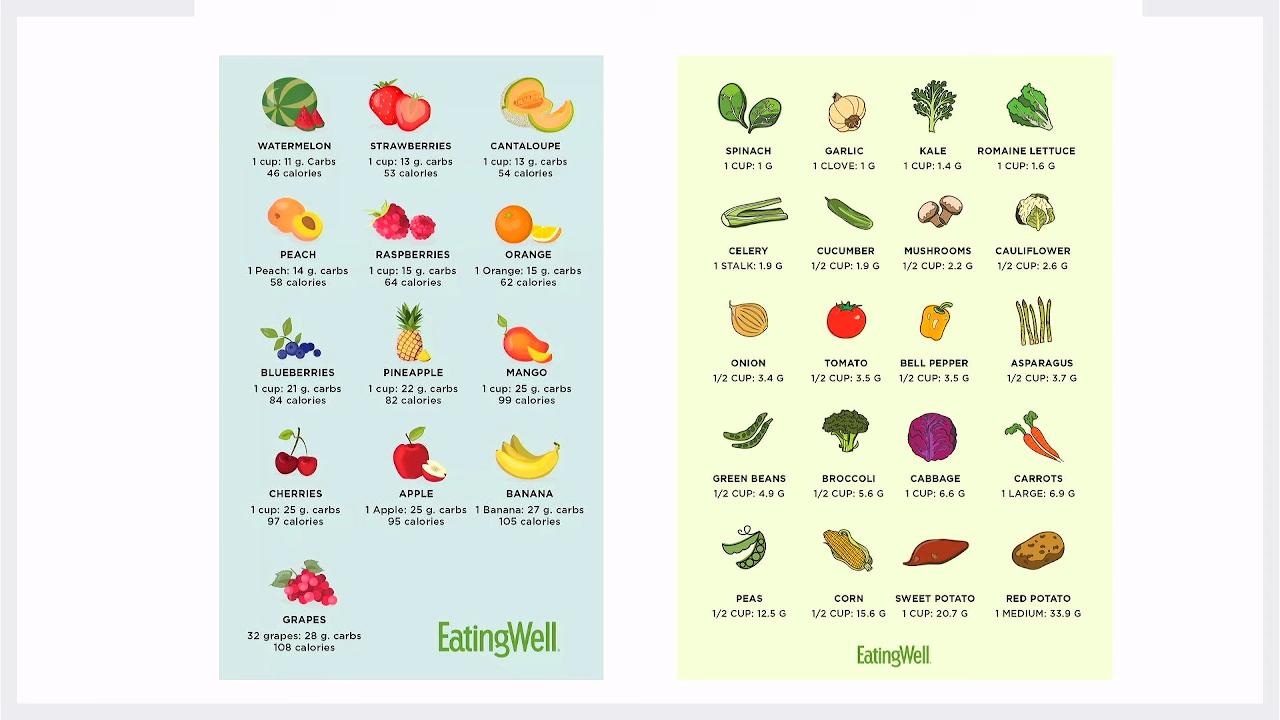 WATERMELON
1 cup: 11 g. Carbs
46 calories
STRAWBERRIES
1 cup: 13 g. carbs
53 calories
CANTALOUPE
1 cup: 13g. carbs
54 calories
PEACH
1 Peach: 14 g. carbs
58 calories
RASPBERRIES
1 cup: 15 g. carbs
64 calories
ORANGE
1 Orange: 15 g. carbs
62 calories
BLUEBERRIES
1 cup: 21 g. carbs
84 calories
PINEAPPLE
1 cup: 22 g. carbs
82 calories
MANGO
1 cup; 25 g. carbs
99 calories
CHERRIES
1 cup: 25 g. carbs
97 calories
APPLE
1 Apple: 25 g. carbs
95 calories
BANANA
1 Banana: 27 g. carbs
105 calories
GRAPES
32 grapes: 28 g. carbs
108 calories
EatingWell.
SPINACH
1 CUP: 1 G
GARLIC
1 CLOVE: 1 G
KALE
1 CUP: 1.4 G
ROMAINE LETTUCE
1 CUP: 1.6 G
CELERY
1 STALK: 1.9 G
CUCUMBER
1/2 CUP: 1.9 G
MUSHROOMS
1/2 CUP: 2.2 G
CAULIFLOWER
1/2 CUP: 2.6 G
ONION
1/2 CUP: 3.4 G
TOMATO
1/2 CUP: 3.5 G
BELL PEPPER
1/2 CUP: 3.5 G
ASPARAGUS
1/2 CUP: 3.7 G
GREEN BEANS
1/2 CUP: 4.9 G
BROCCOLI
1/2 CUP: 5.6 G
CABBAGE
1 CUP: 6.6 G
CARROTS
1 LARGE: 6.9 G
PEAS
1/2 CUP: 12.5 G
CORN
1/2 CUP: 15.6 G
SWEET POTATO
1 CUP: 20.7 G
RED POTATO
1 MEDIUM: 33.9 G
EatingWell.